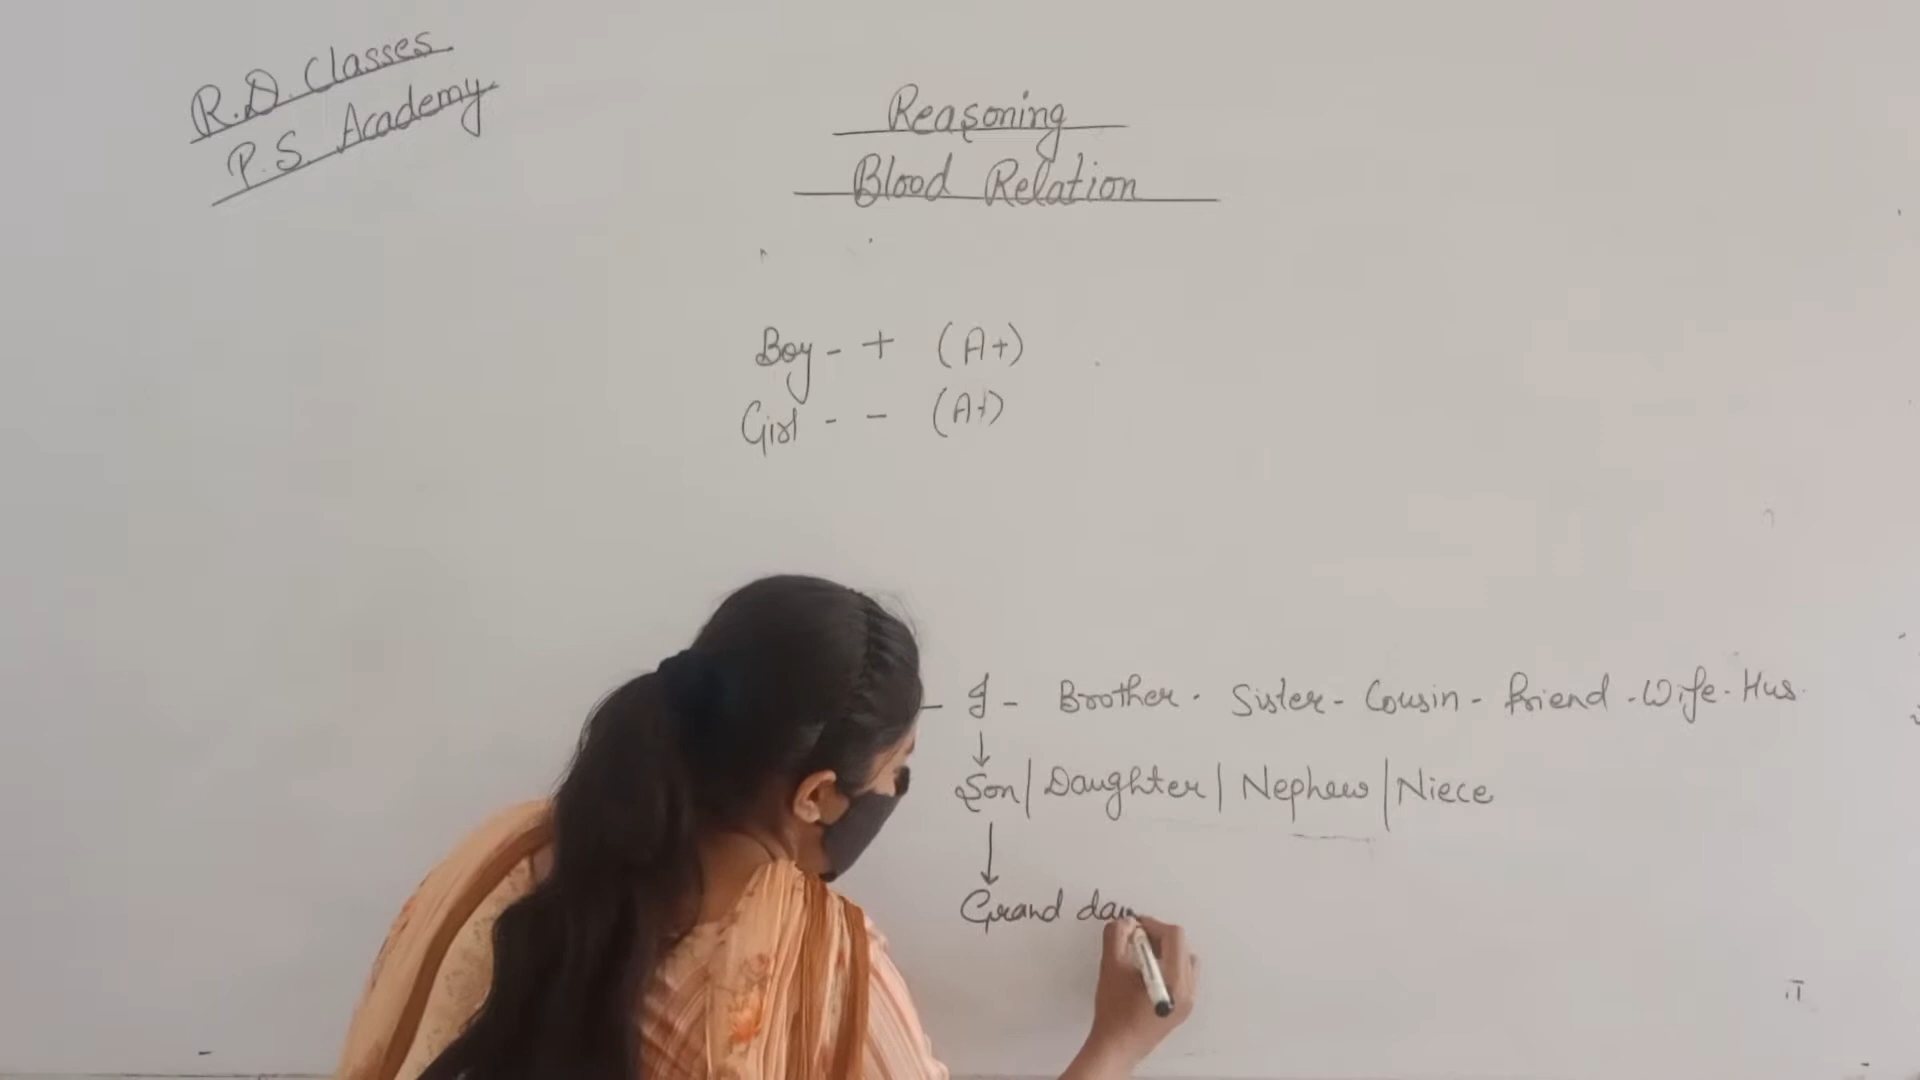 R.D. Classes
P.S. Academy
Reasoning
Blood Relation
Boy - + (A+)
Girl - - (A+)
- I - Brother - Sister - Cousin - friend - Wife - Hus.
Son | Daughter | Nephew | Niece
Grand dau